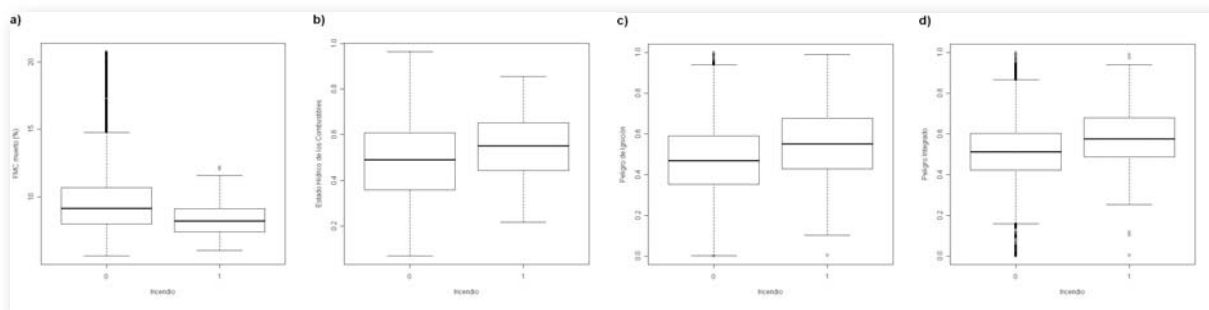 a)
FMC muerto (%)
20
15
10
0
1
Incendio
b)
Estado Hídrico de los Combustibles
1.0
0.8
0.6
0.4
0.2
0
1
Incendio
c)
Peligro de Ignición
1.0
0.8
0.6
0.4
0.2
0.0
0
1
Incendio
d)
Peligro Integrado
1.0
0.8
0.6
0.4
0.2
0.0
0
1
Incendio